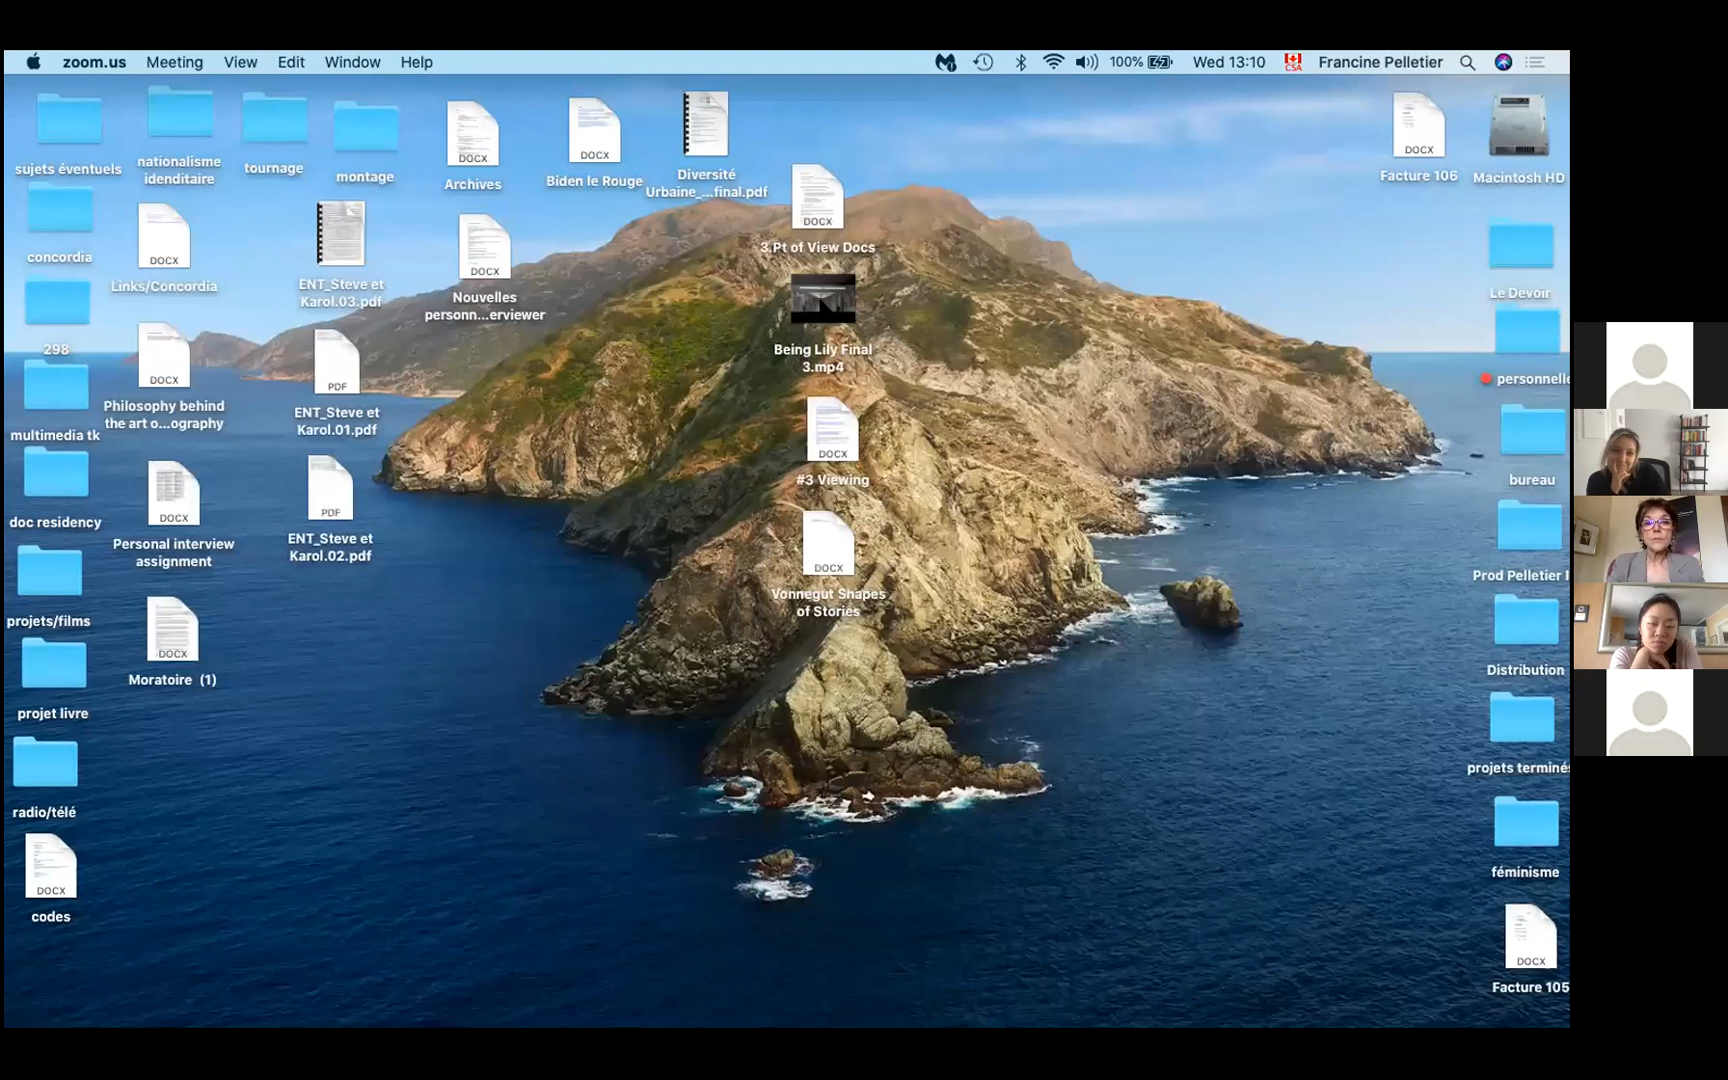 zoom.us Meeting View Edit Window Help 100% Wed 13:10 CSA Francine Pelletier
sujets éventuels
nationalisme
idenditaire
tournage
montage
DOCX
Archives
DOCX
Biden le Rouge
Diversité
Urbaine_...final.pdf
DOCX
3.Pt of View Docs
DOCX
Facture 106
Macintosh HD
concordia
DOCX
Links/Concordia
ENT_Steve et
Karol.03.pdf
DOCX
Nouvelles
personn...erviewer
Being Lily Final
3.mp4
Le Devoir
298
DOCX
Philosophy behind
the art o...ography
PDF
ENT_Steve et
Karol.01.pdf
personnelle
multimedia tk
DOCX
#3 Viewing
bureau
doc residency
DOCX
Personal interview
assignment
PDF
ENT_Steve et
Karol.02.pdf
DOCX
Vonnegut Shapes
of Stories
Prod Pelletier I
projets/films
DOCX
Moratoire (1)
Distribution
projet livre
projets terminés
radio/télé
féminisme
DOCX
codes
DOCX
Facture 105